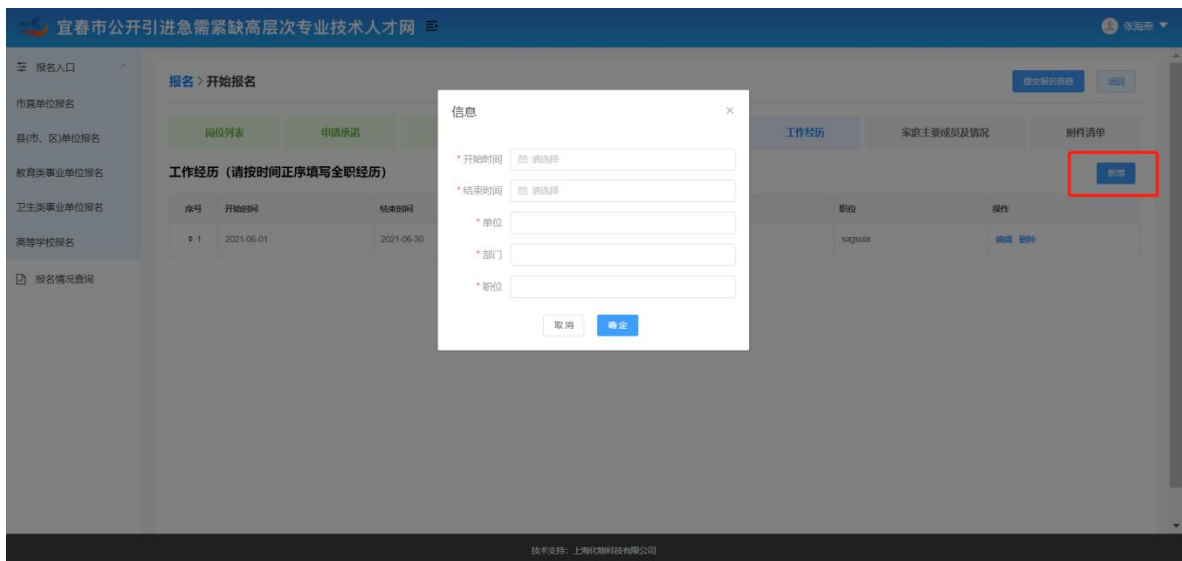 宜春市公开引进急需紧缺高层次专业技术人才网
张海燕
报名入口
市直单位报名
县(市、区)单位报名
教育类事业单位报名
卫生类事业单位报名
高等学校报名
报名情况查询
报名 > 开始报名
提交报名信息
返回
岗位列表
申请承诺
工作经历
家庭主要成员及情况
附件清单
工作经历（请按时间正序填写全职经历）
新增
序号 开始时间 结束时间 职位 操作
1 2021-06-01 2021-06-30 sagsuia 编辑 删除
信息
* 开始时间 请选择
* 结束时间 请选择
* 单位
* 部门
* 职位
取消 确定
技术支持：上海化物科技有限公司